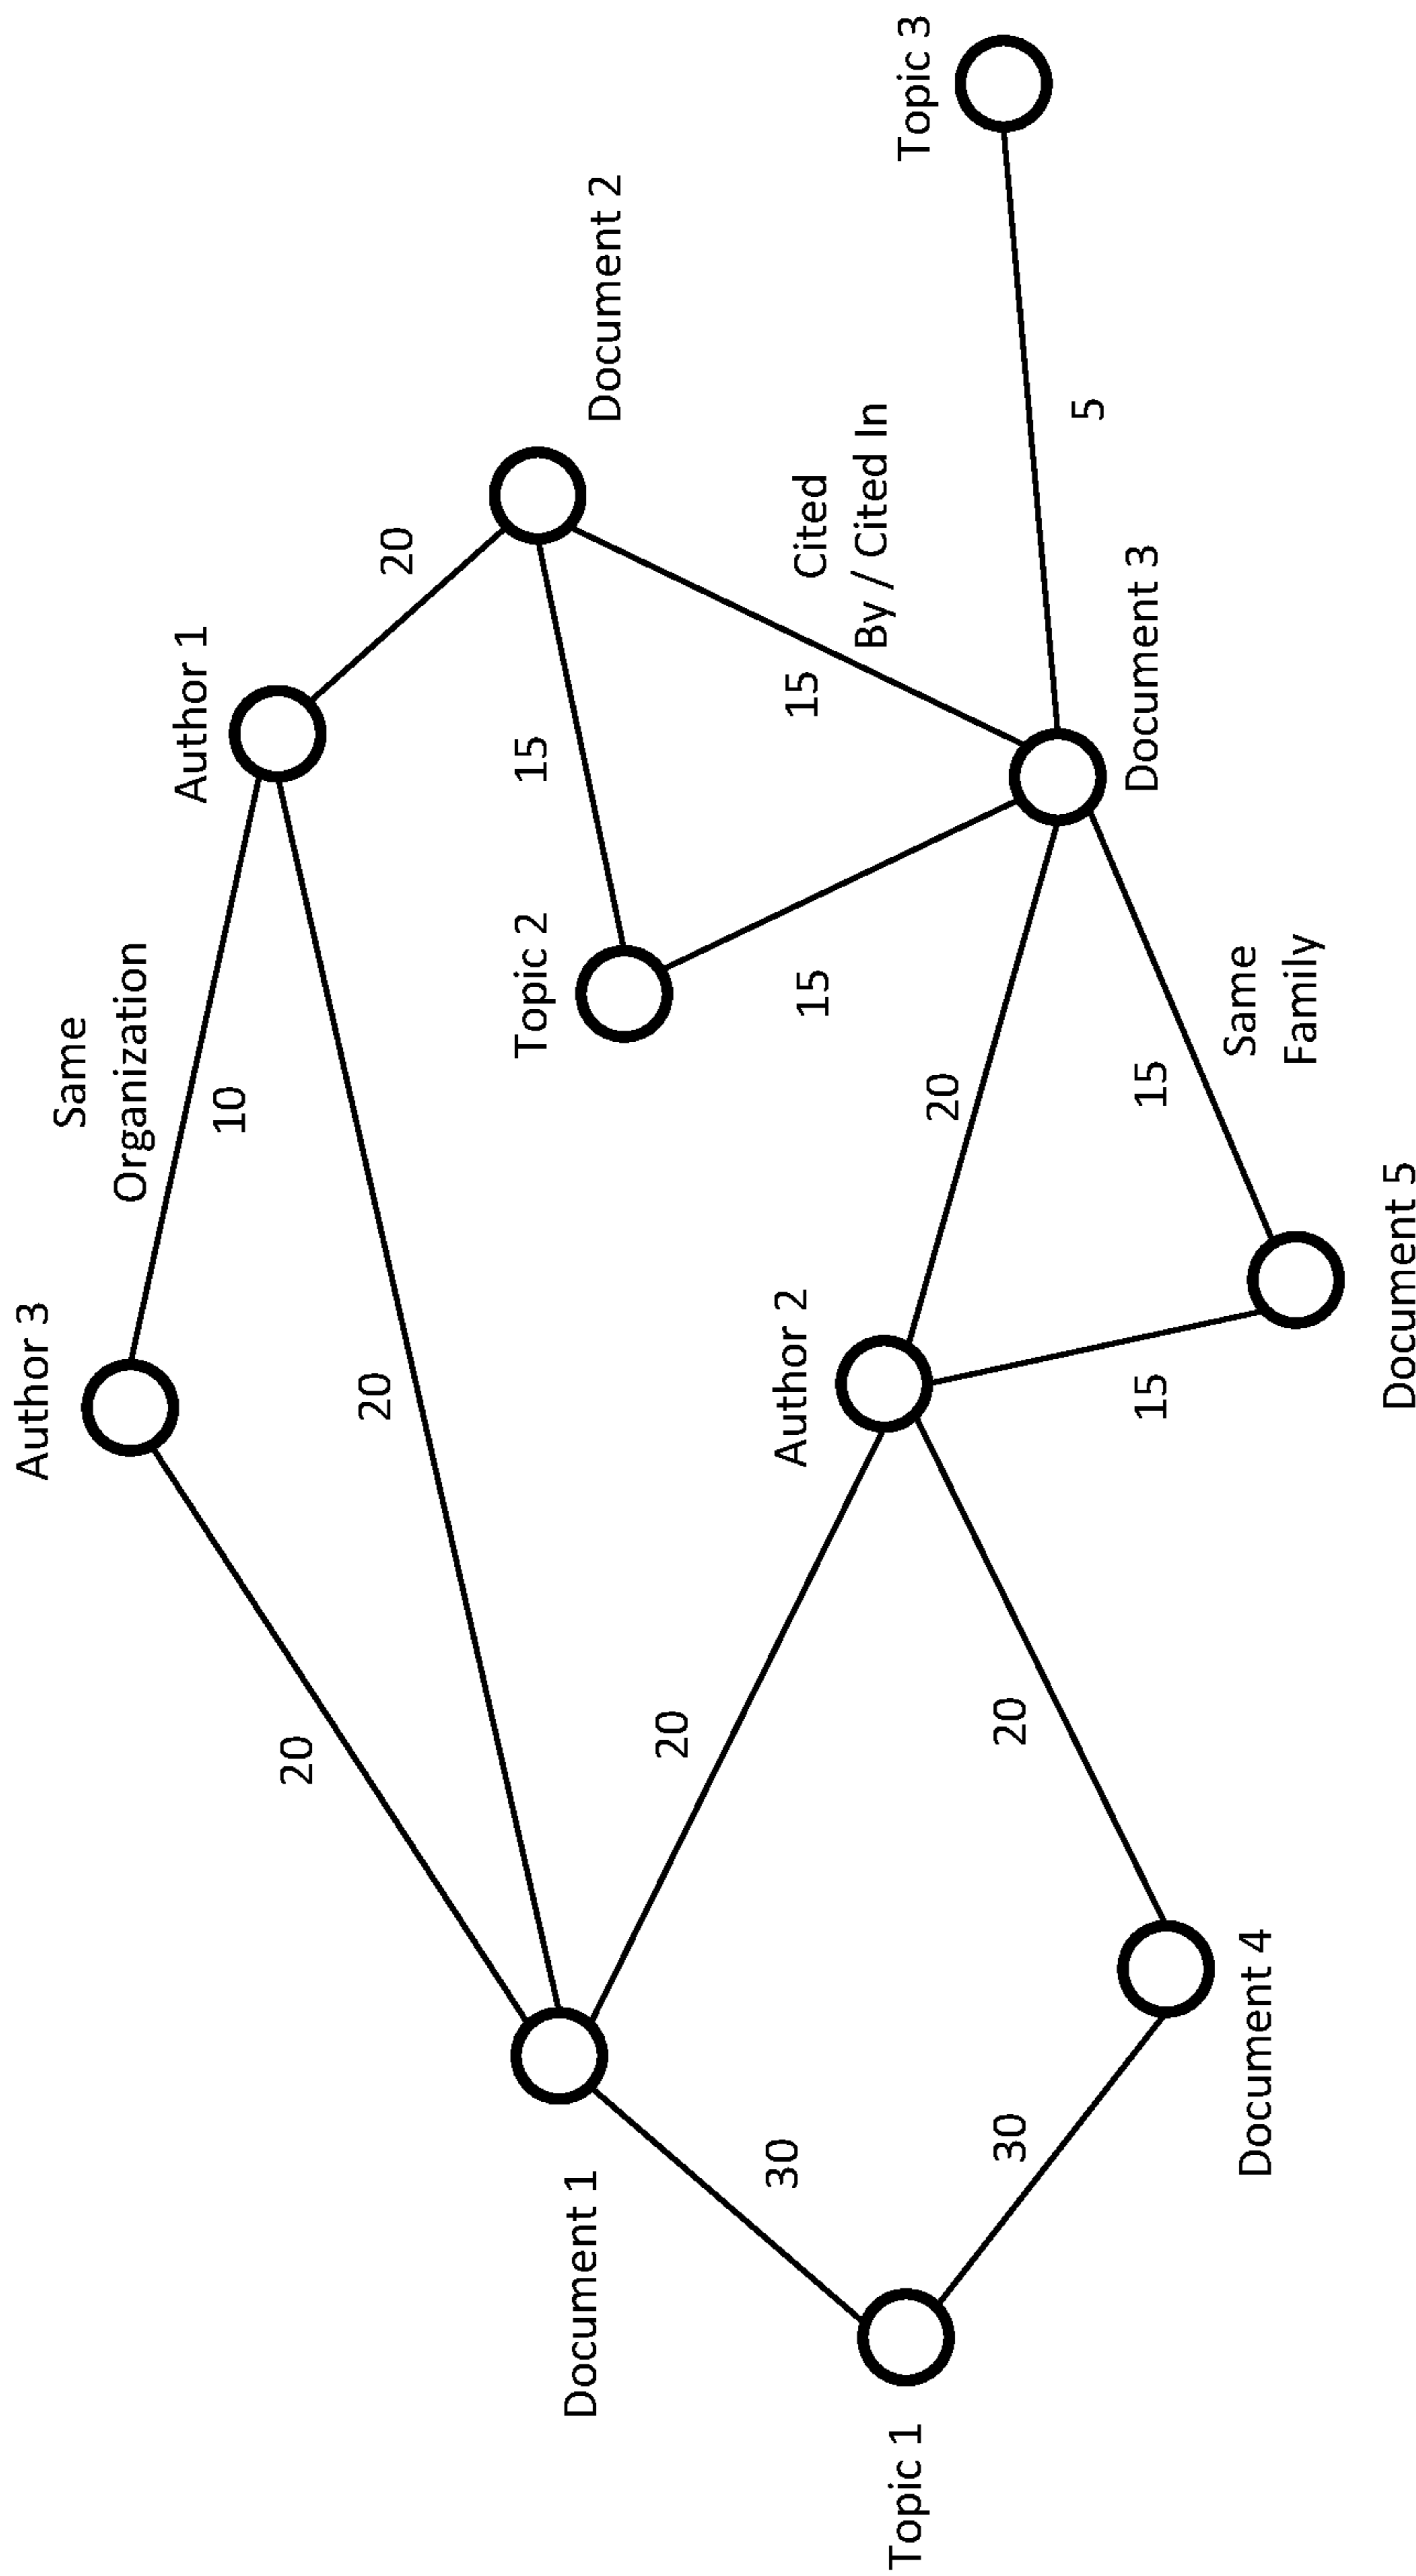 Author 3
Same
Organization
10
Author 1
20
20
20
Document 2
Document 1
Topic 2
15
20
Author 2
15
Cited
By / Cited In
Topic 3
30
20
20
15
5
Topic 1
30
15
15
Document 3
Same
Family
Document 4
Document 5